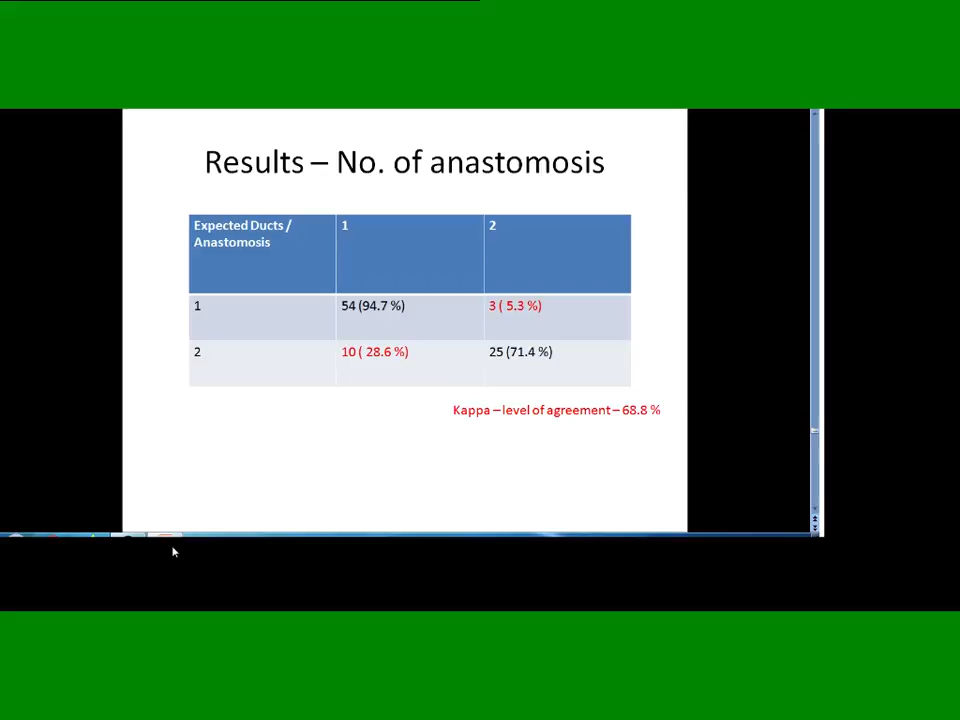 Results – No. of anastomosis
Expected Ducts / 1 2
Anastomosis
1 54 (94.7 %) 3 ( 5.3 %)
2 10 ( 28.6 %) 25 (71.4 %)
Kappa – level of agreement – 68.8 %